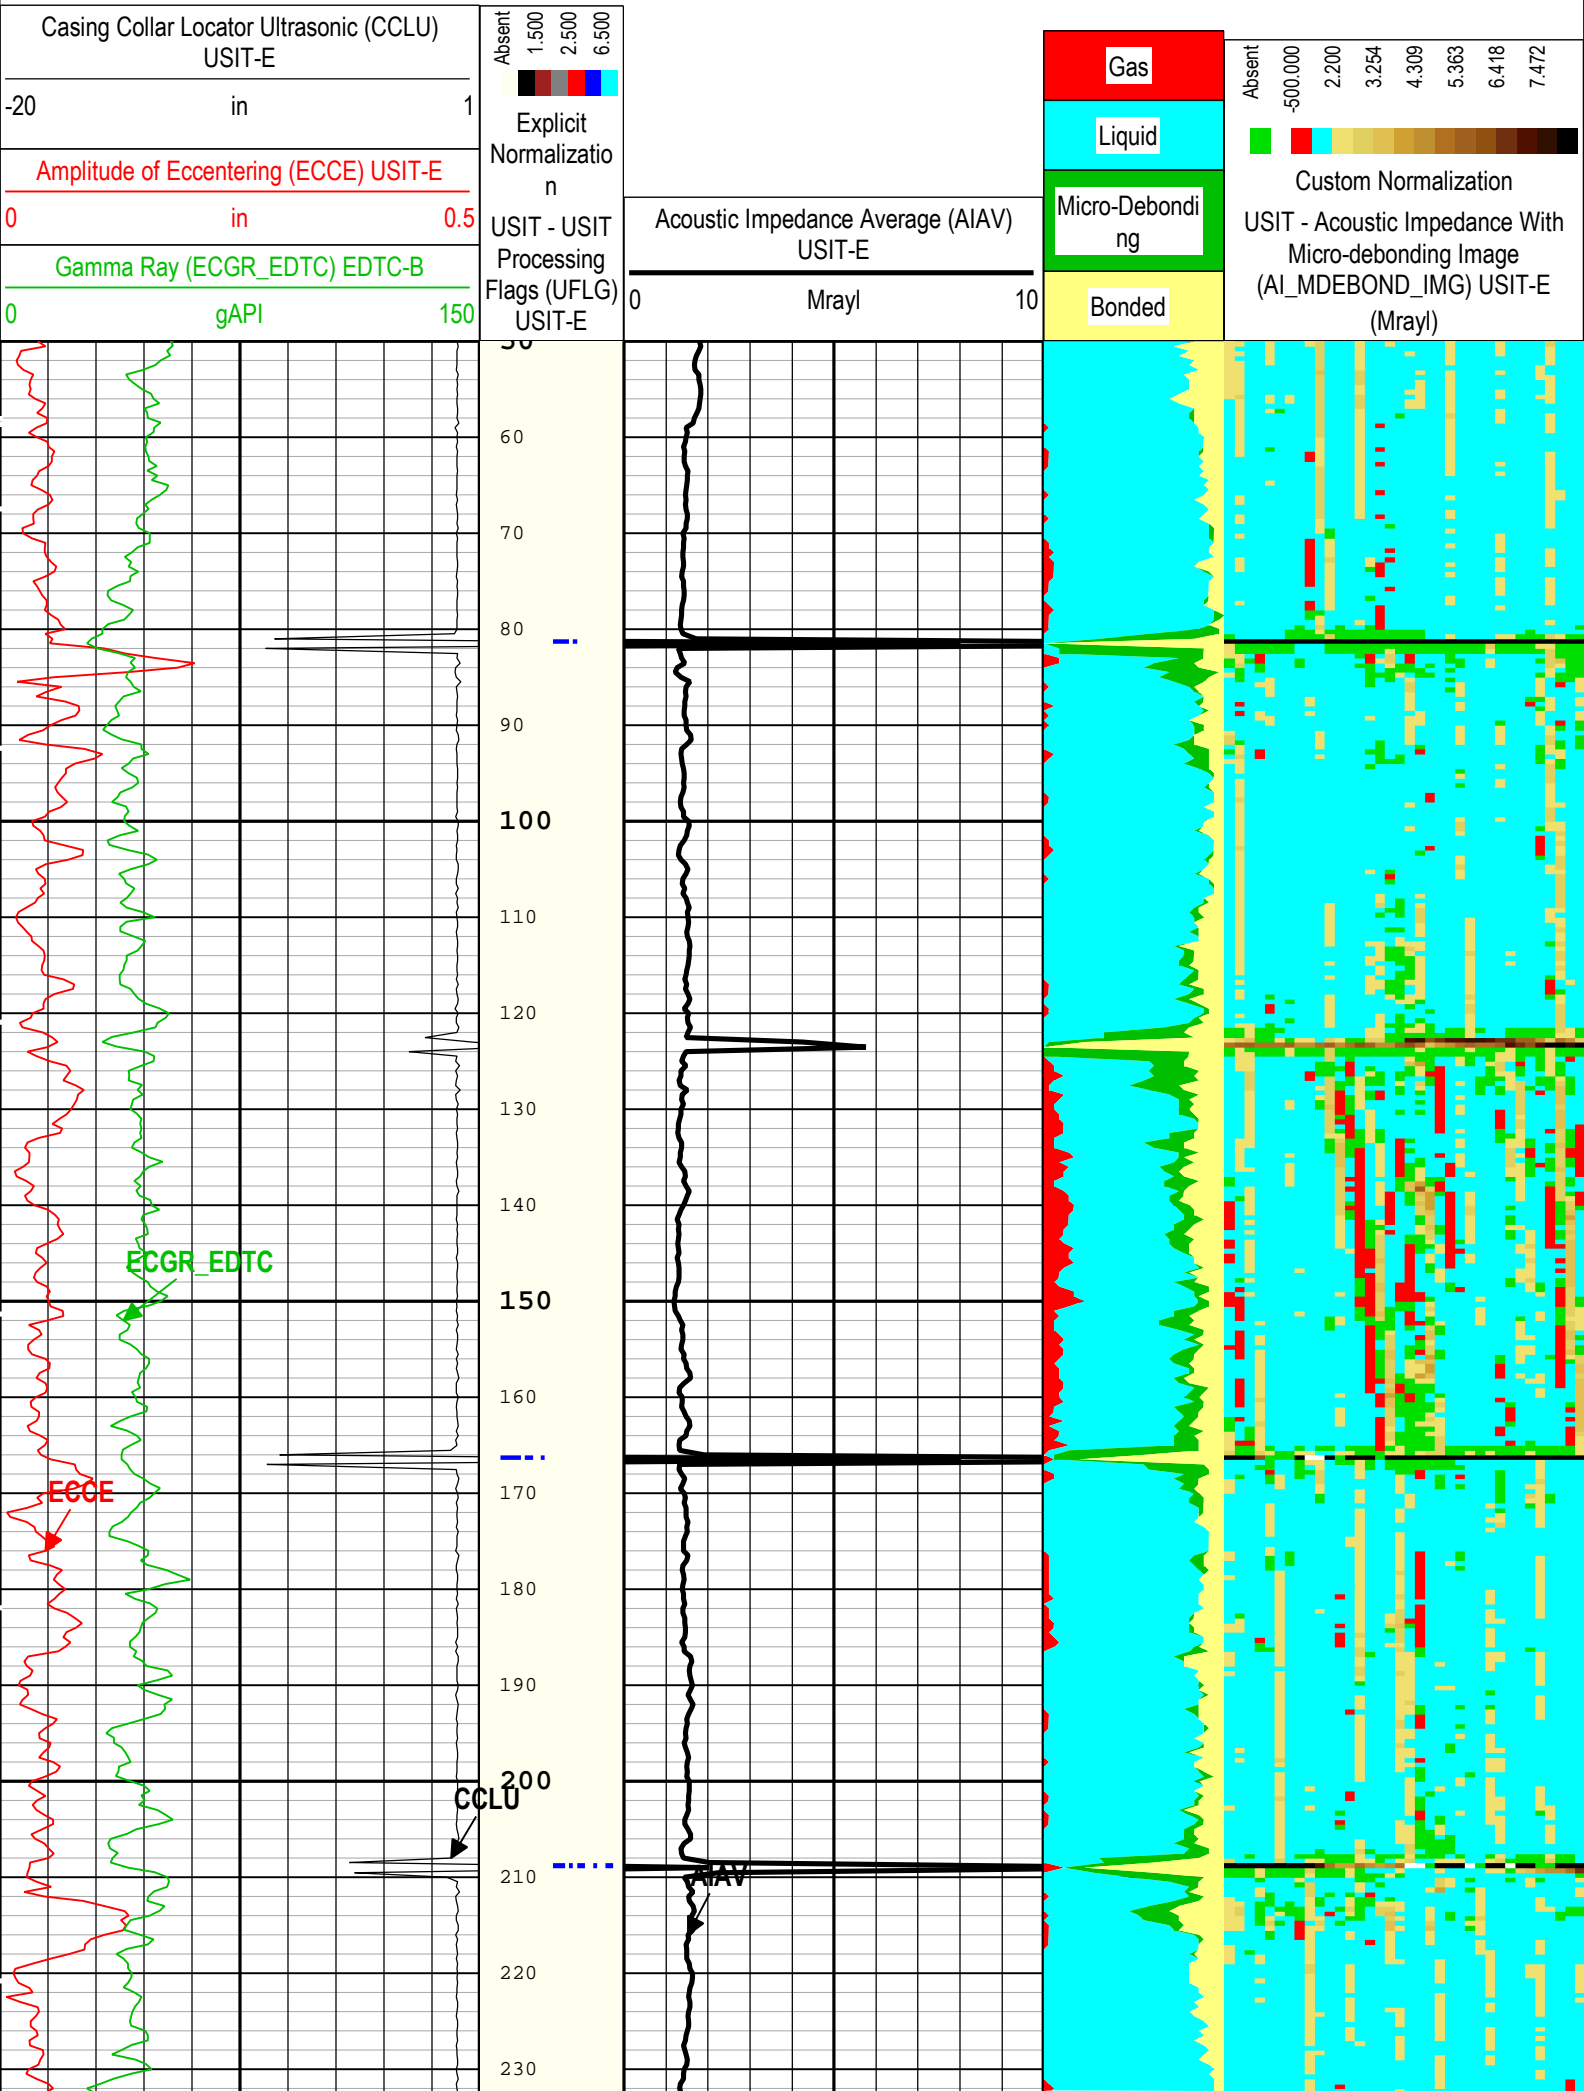 Casing Collar Locator Ultrasonic (CCLU)
USIT-E
-20 in 1
Amplitude of Eccentering (ECCE) USIT-E
0 in 0.5
Gamma Ray (ECGR_EDTC) EDTC-B
0 gAPI 150
Absent
1.500
2.500
6.500
Explicit
Normalizatio
n
USIT - USIT
Processing
Flags (UFLG)
USIT-E
Acoustic Impedance Average (AIAV)
USIT-E
0 Mrayl 10
Gas
Liquid
Micro-Debondi
ng
Bonded
Absent
-500.000
2.200
3.254
4.309
5.363
6.418
7.472
Custom Normalization
USIT - Acoustic Impedance With
Micro-debonding Image
(AI_MDEBOND_IMG) USIT-E
(Mrayl)
50
60
70
80
90
100
110
120
130
140
ECGR_EDTC
150
160
170
ECCE
180
190
200
CCLU
210
AIAV
220
230